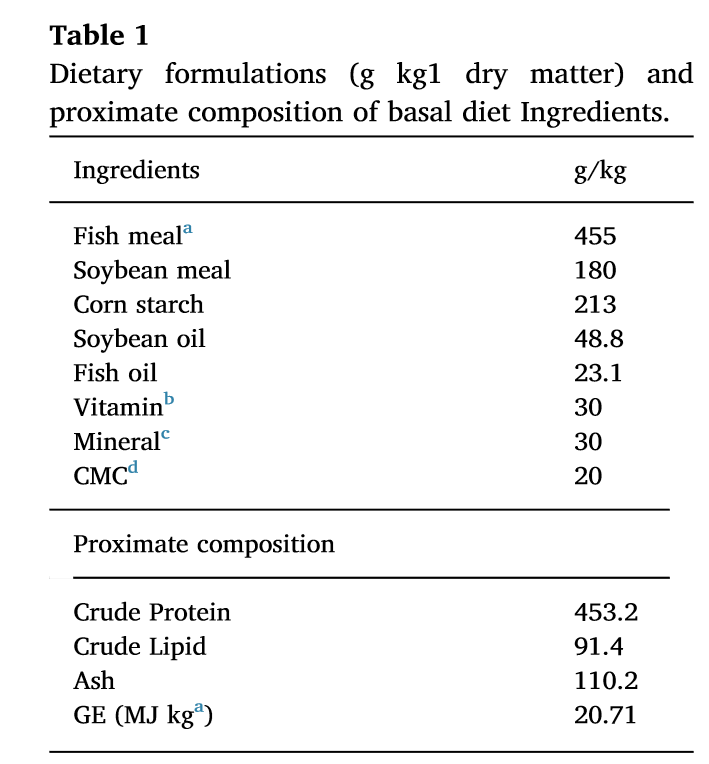 Table 1
Dietary formulations (g kg1 dry matter) and
proximate composition of basal diet Ingredients.
Ingredients g/kg
Fish meal^a 455
Soybean meal 180
Corn starch 213
Soybean oil 48.8
Fish oil 23.1
Vitamin^b 30
Mineral^c 30
CMC^d 20
Proximate composition
Crude Protein 453.2
Crude Lipid 91.4
Ash 110.2
GE (MJ kg^a) 20.71